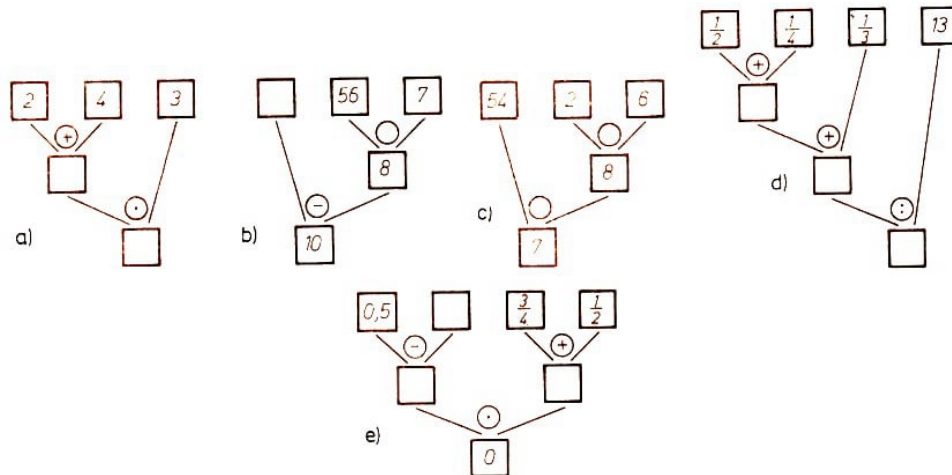 1/2 1/4 1/3 13
+
2 4 3
56 7
54 2 6
+
+
8
8
·
−
:
a)
b) 10
c) 7
d)
0,5 3/4 1/2
−
+
·
e) 0